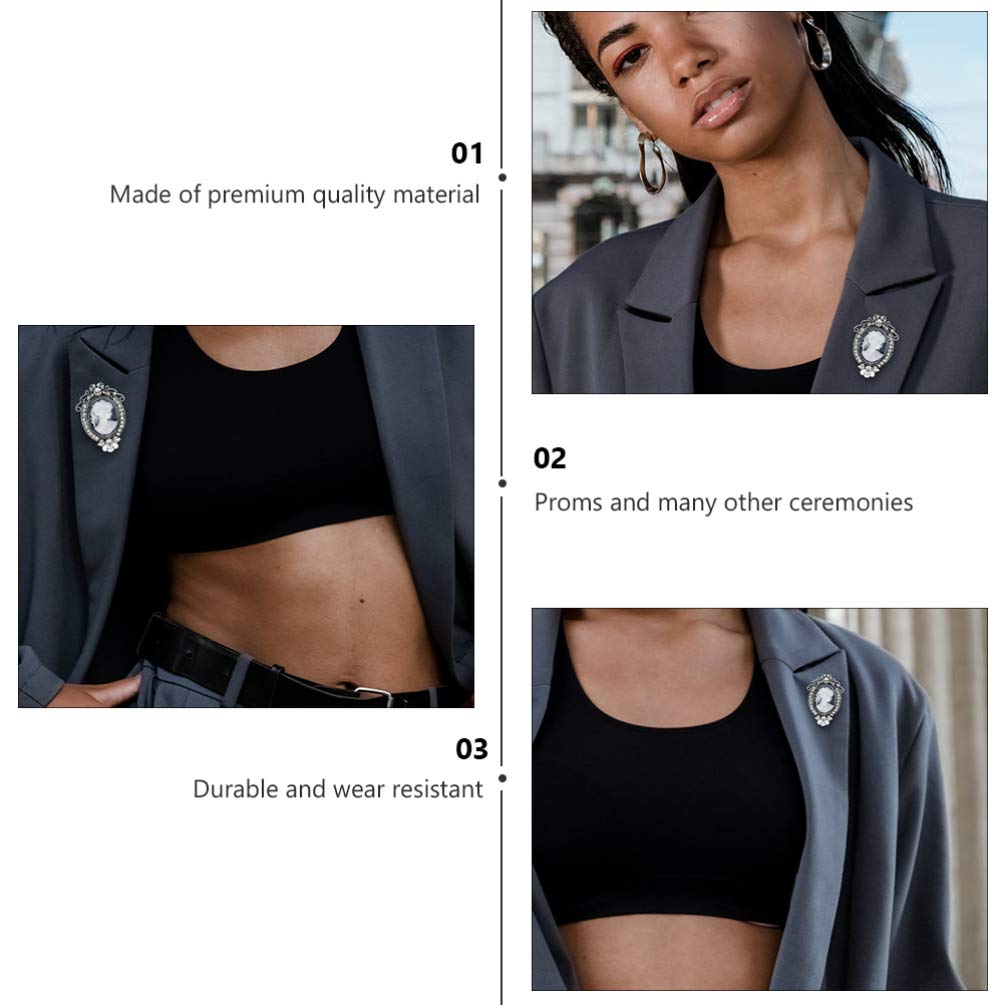 01
Made of premium quality material
02
Proms and many other ceremonies
03
Durable and wear resistant